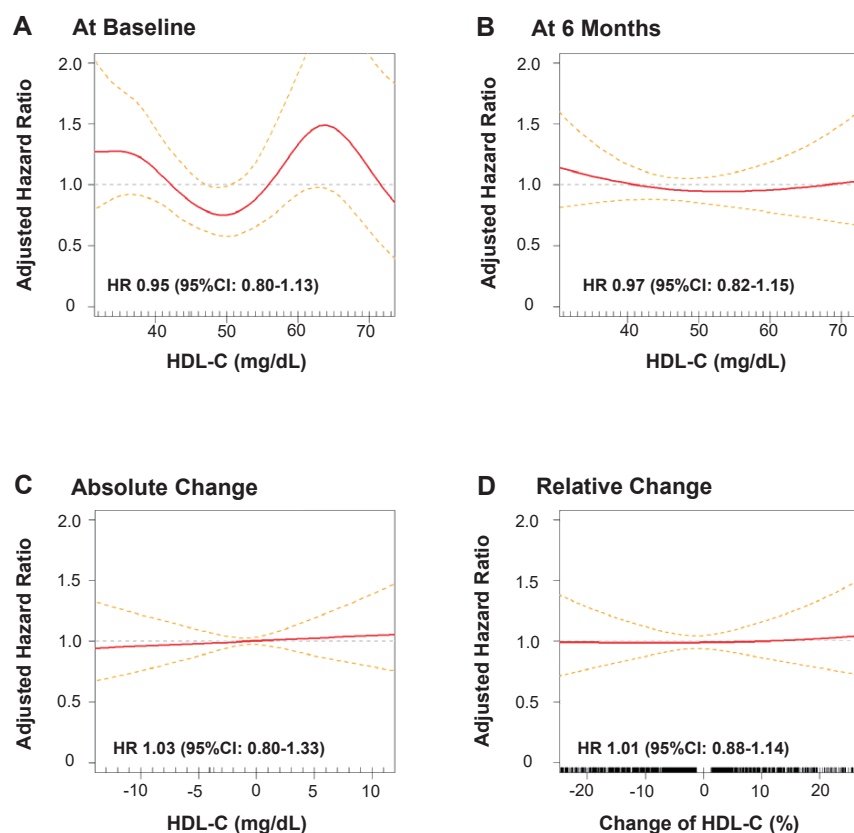 A At Baseline
2.0
1.5
1.0
0.5
0
Adjusted Hazard Ratio
HR 0.95 (95%CI: 0.80-1.13)
40 50 60 70
HDL-C (mg/dL)
B At 6 Months
2.0
1.5
1.0
0.5
0
Adjusted Hazard Ratio
HR 0.97 (95%CI: 0.82-1.15)
40 50 60 70
HDL-C (mg/dL)
C Absolute Change
2.0
1.5
1.0
0.5
0
Adjusted Hazard Ratio
HR 1.03 (95%CI: 0.80-1.33)
-10 -5 0 5 10
HDL-C (mg/dL)
D Relative Change
2.0
1.5
1.0
0.5
0
Adjusted Hazard Ratio
HR 1.01 (95%CI: 0.88-1.14)
-20 -10 0 10 20
Change of HDL-C (%)